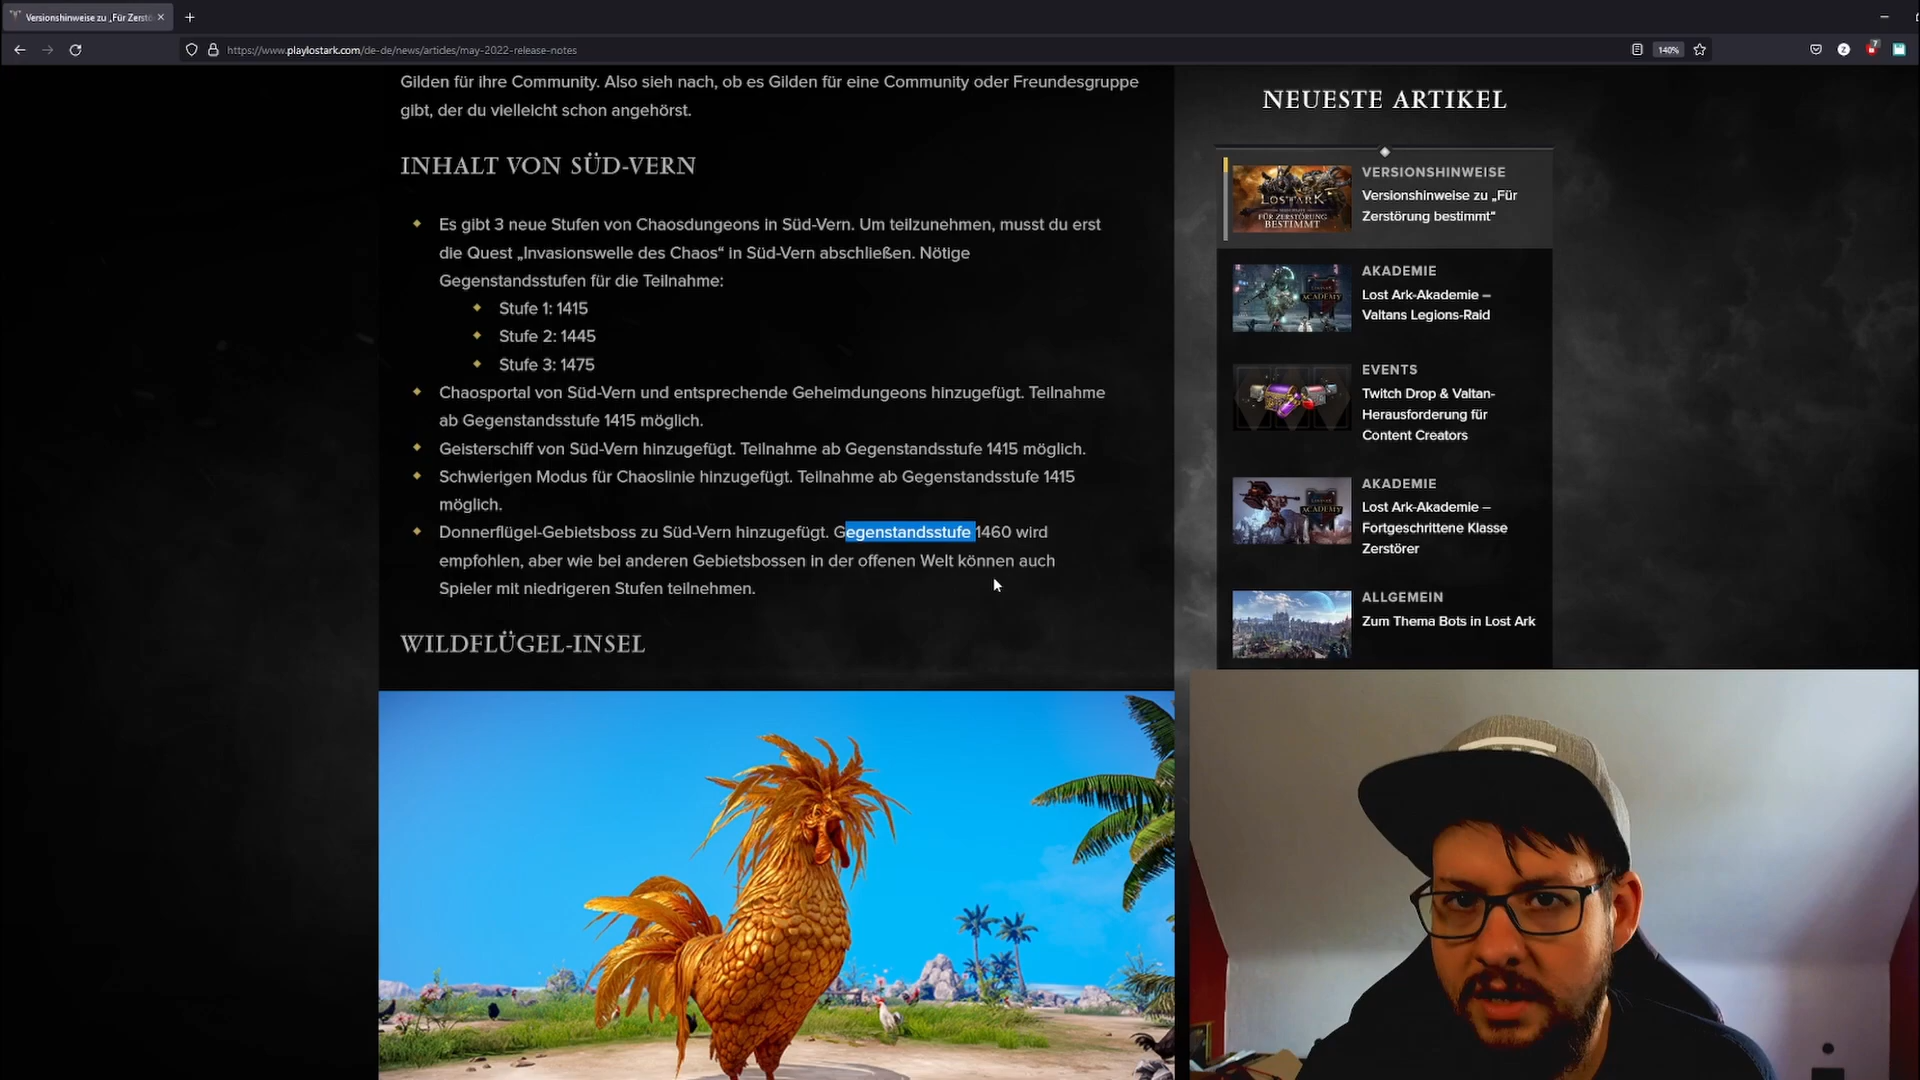 Versionshinweise zu „Für Zerstö
https://www.playlostark.com/de-de/news/articles/may-2022-release-notes
140%
7
Gilden für ihre Community. Also sieh nach, ob es Gilden für eine Community oder Freundesgruppe
gibt, der du vielleicht schon angehörst.
INHALT VON SÜD-VERN
Es gibt 3 neue Stufen von Chaosdungeons in Süd-Vern. Um teilzunehmen, musst du erst
die Quest „Invasionswelle des Chaos“ in Süd-Vern abschließen. Nötige
Gegenstandsstufen für die Teilnahme:
Stufe 1: 1415
Stufe 2: 1445
Stufe 3: 1475
Chaosportal von Süd-Vern und entsprechende Geheimdungeons hinzugefügt. Teilnahme
ab Gegenstandsstufe 1415 möglich.
Geisterschiff von Süd-Vern hinzugefügt. Teilnahme ab Gegenstandsstufe 1415 möglich.
Schwierigen Modus für Chaoslinie hinzugefügt. Teilnahme ab Gegenstandsstufe 1415
möglich.
Donnerflügel-Gebietsboss zu Süd-Vern hinzugefügt. Gegenstandsstufe 1460 wird
empfohlen, aber wie bei anderen Gebietsbossen in der offenen Welt können auch
Spieler mit niedrigeren Stufen teilnehmen.
WILDFLÜGEL-INSEL
NEUESTE ARTIKEL
LOST ARK
FÜR ZERSTÖRUNG
BESTIMMT
VERSIONSHINWEISE
Versionshinweise zu „Für
Zerstörung bestimmt“
ACADEMY
AKADEMIE
Lost Ark-Akademie –
Valtans Legions-Raid
EVENTS
Twitch Drop & Valtan-
Herausforderung für
Content Creators
ACADEMY
AKADEMIE
Lost Ark-Akademie –
Fortgeschrittene Klasse
Zerstörer
ALLGEMEIN
Zum Thema Bots in Lost Ark